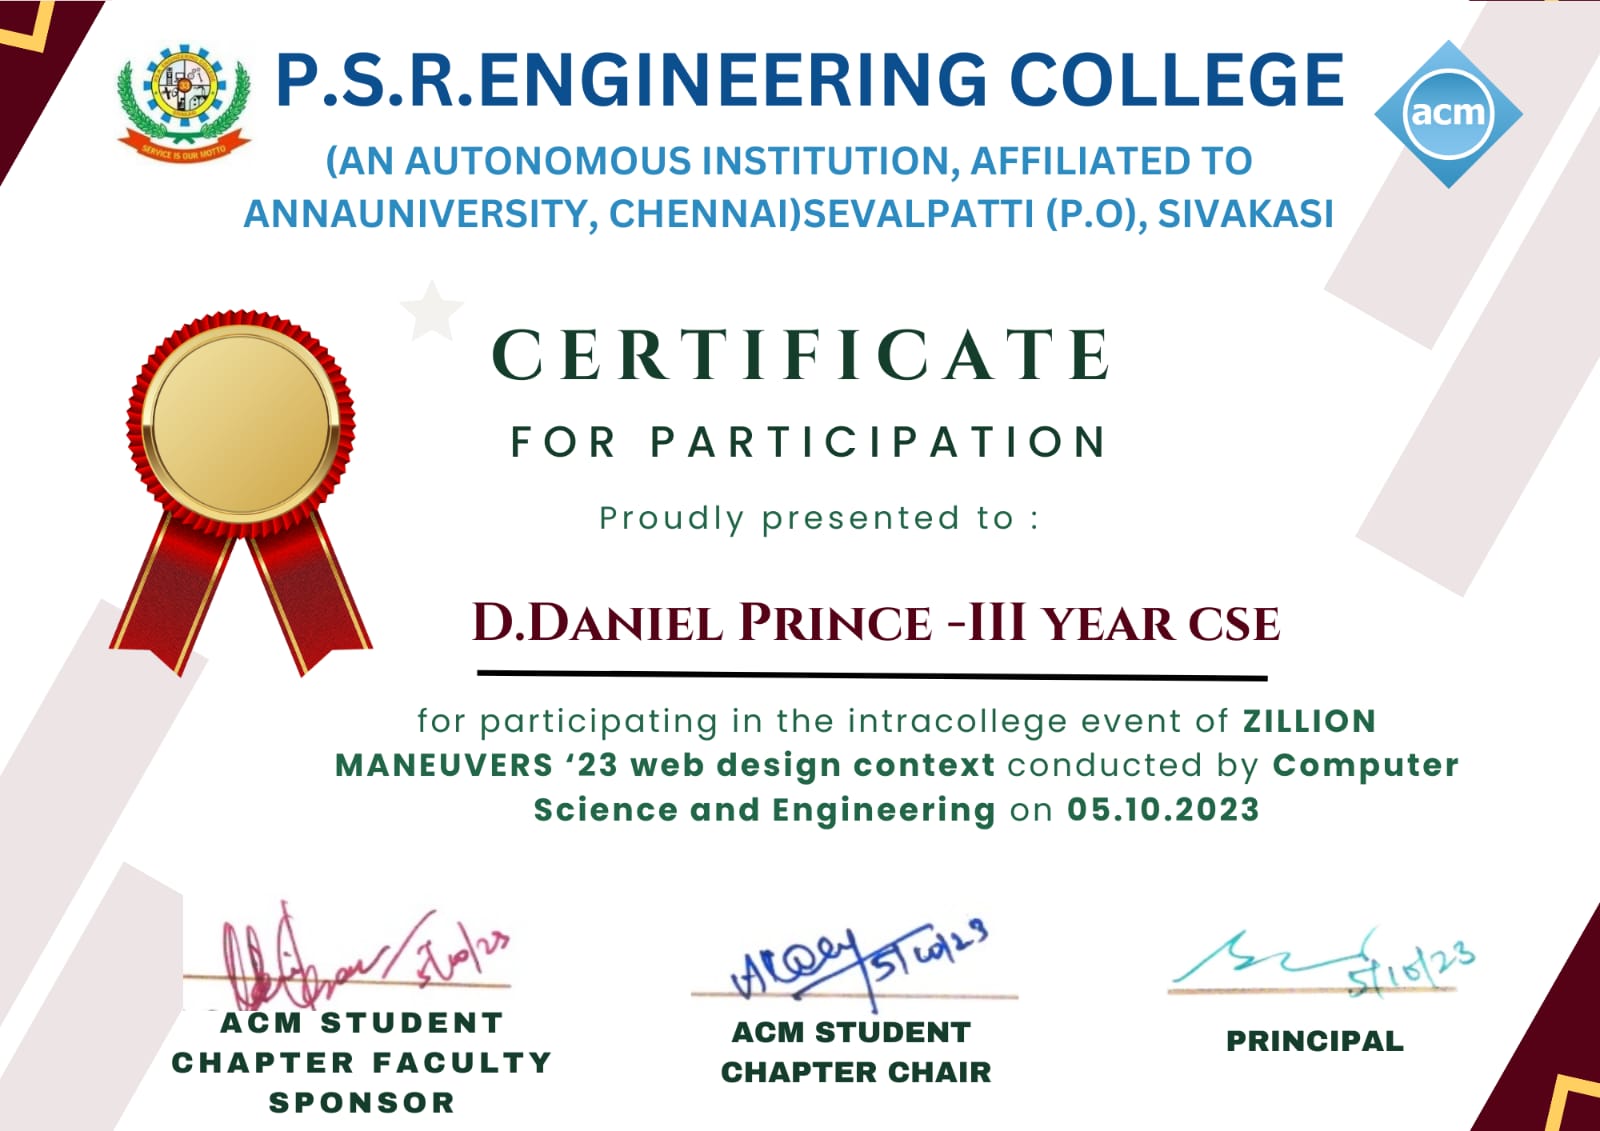 P.S.R.ENGINEERING COLLEGE
acm
SERVICE IS OUR MOTTO
(AN AUTONOMOUS INSTITUTION, AFFILIATED TO
ANNAUNIVERSITY, CHENNAI)SEVALPATTI (P.O), SIVAKASI
CERTIFICATE
FOR PARTICIPATION
Proudly presented to :
D.DANIEL PRINCE -III YEAR CSE
for participating in the intracollege event of ZILLION
MANEUVERS ‘23 web design context conducted by Computer
Science and Engineering on 05.10.2023
5/10/23
5/10/23
5/10/23
ACM STUDENT
CHAPTER FACULTY
SPONSOR
ACM STUDENT
CHAPTER CHAIR
PRINCIPAL